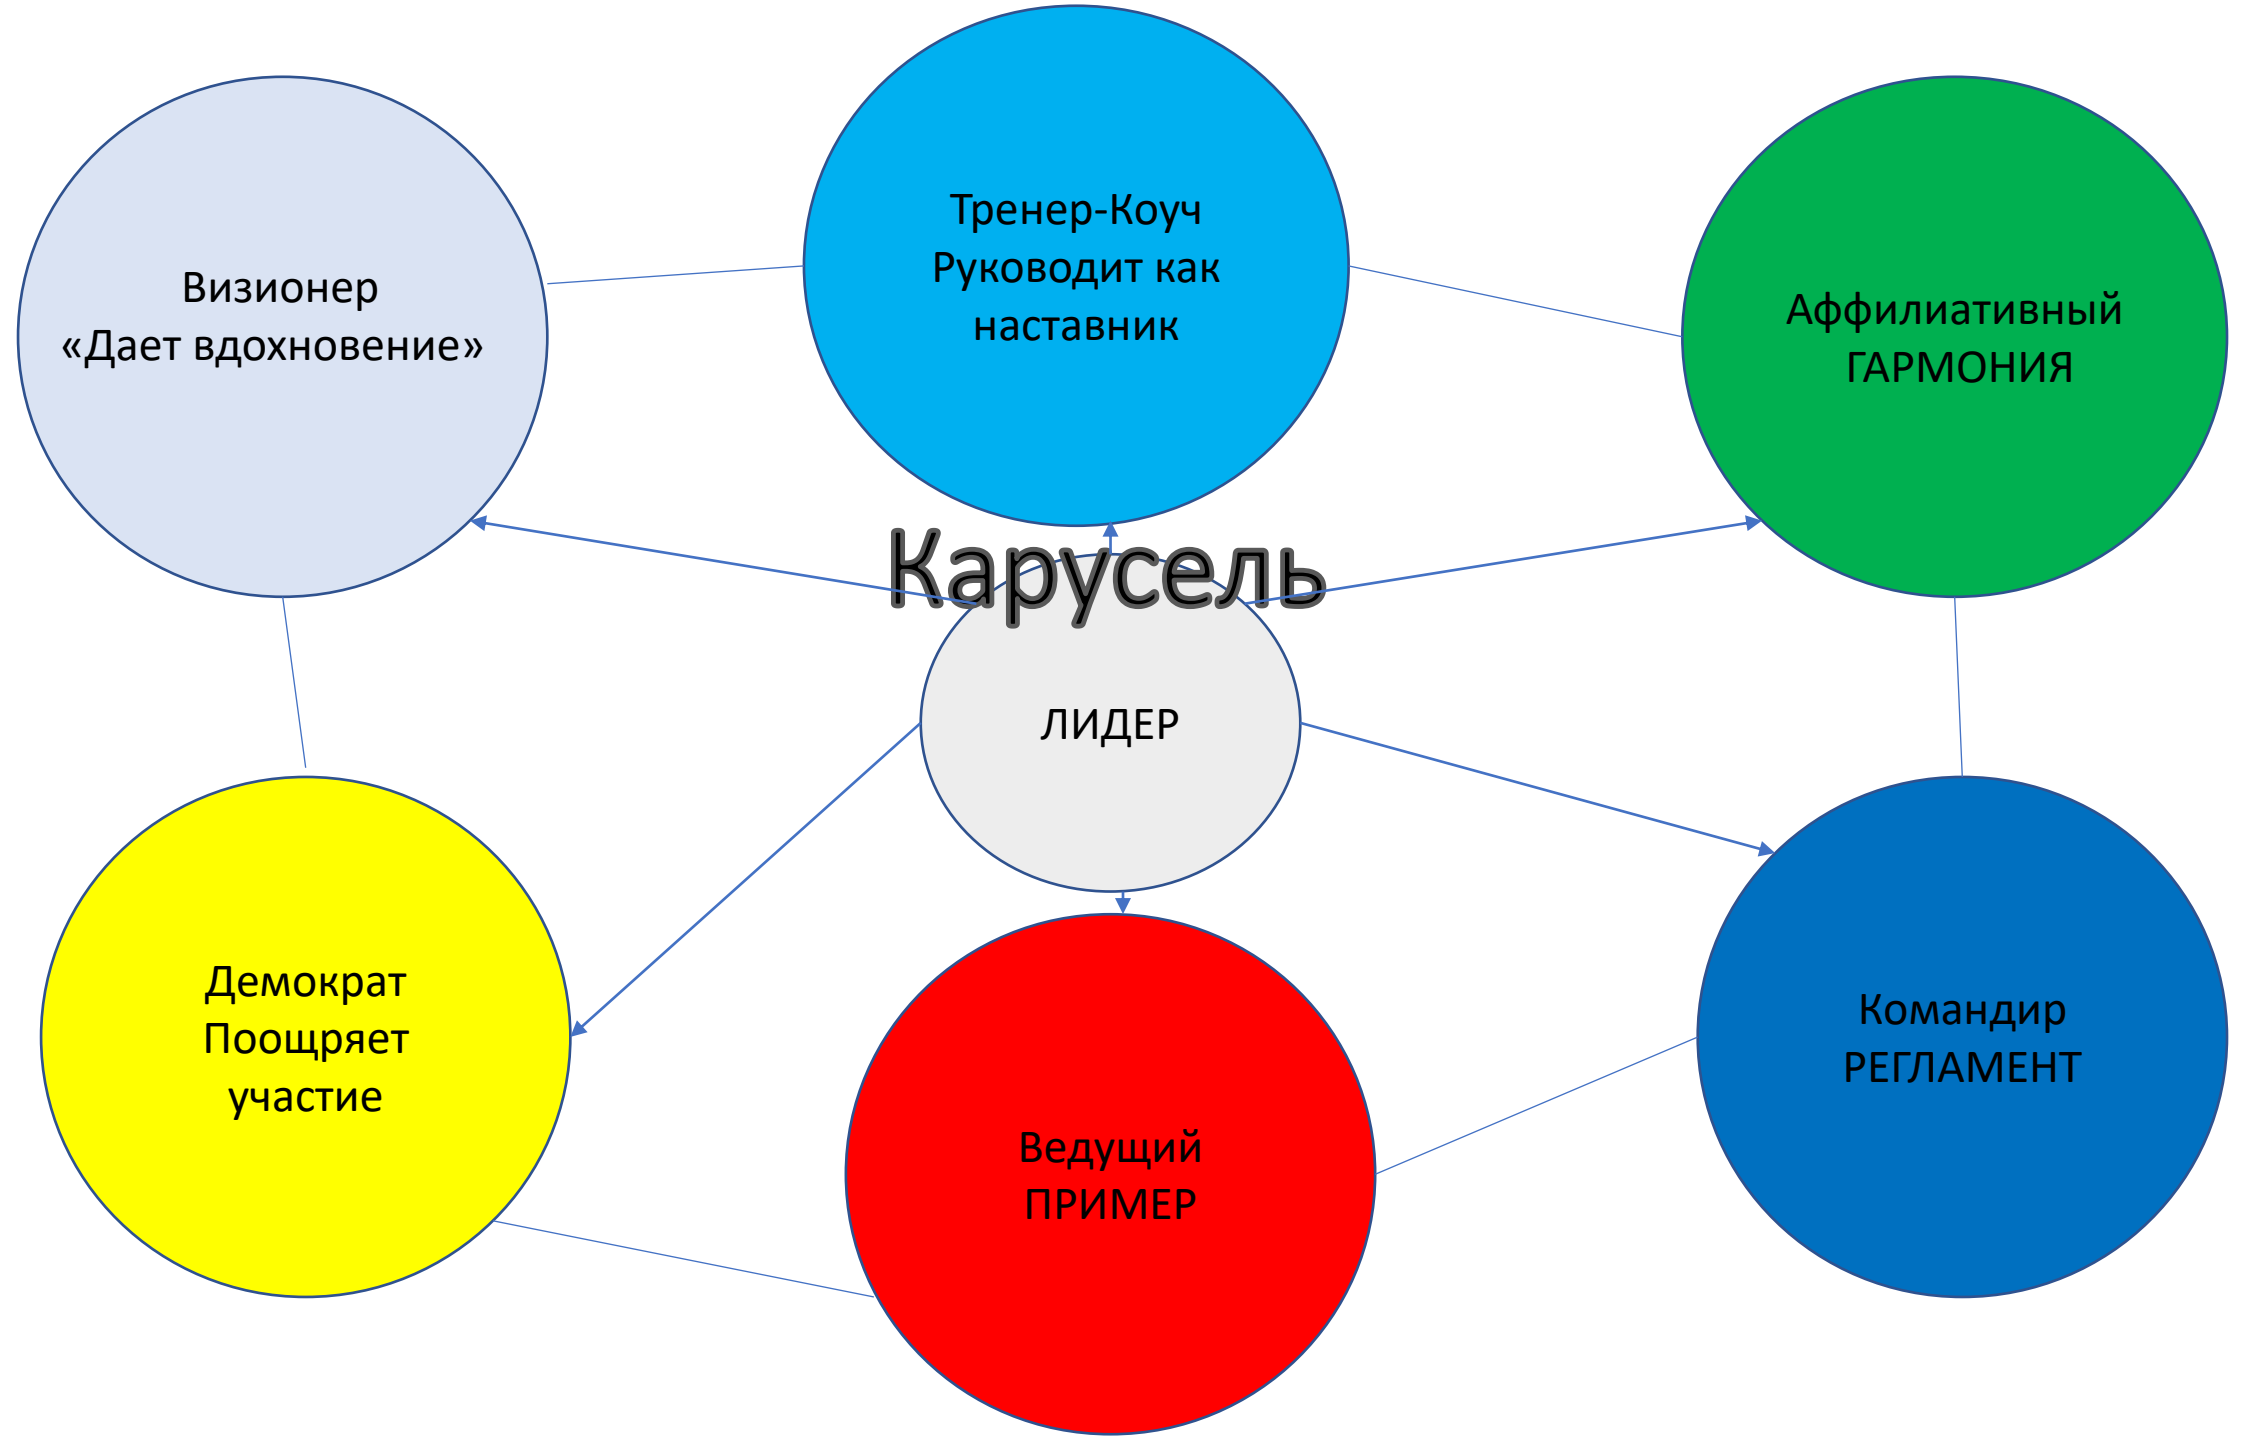 Визионер
«Дает вдохновение»
Тренер-Коуч
Руководит как
наставник
Аффилиативный
ГАРМОНИЯ
Карусель
ЛИДЕР
Демократ
Поощряет
участие
Ведущий
ПРИМЕР
Командир
РЕГЛАМЕНТ